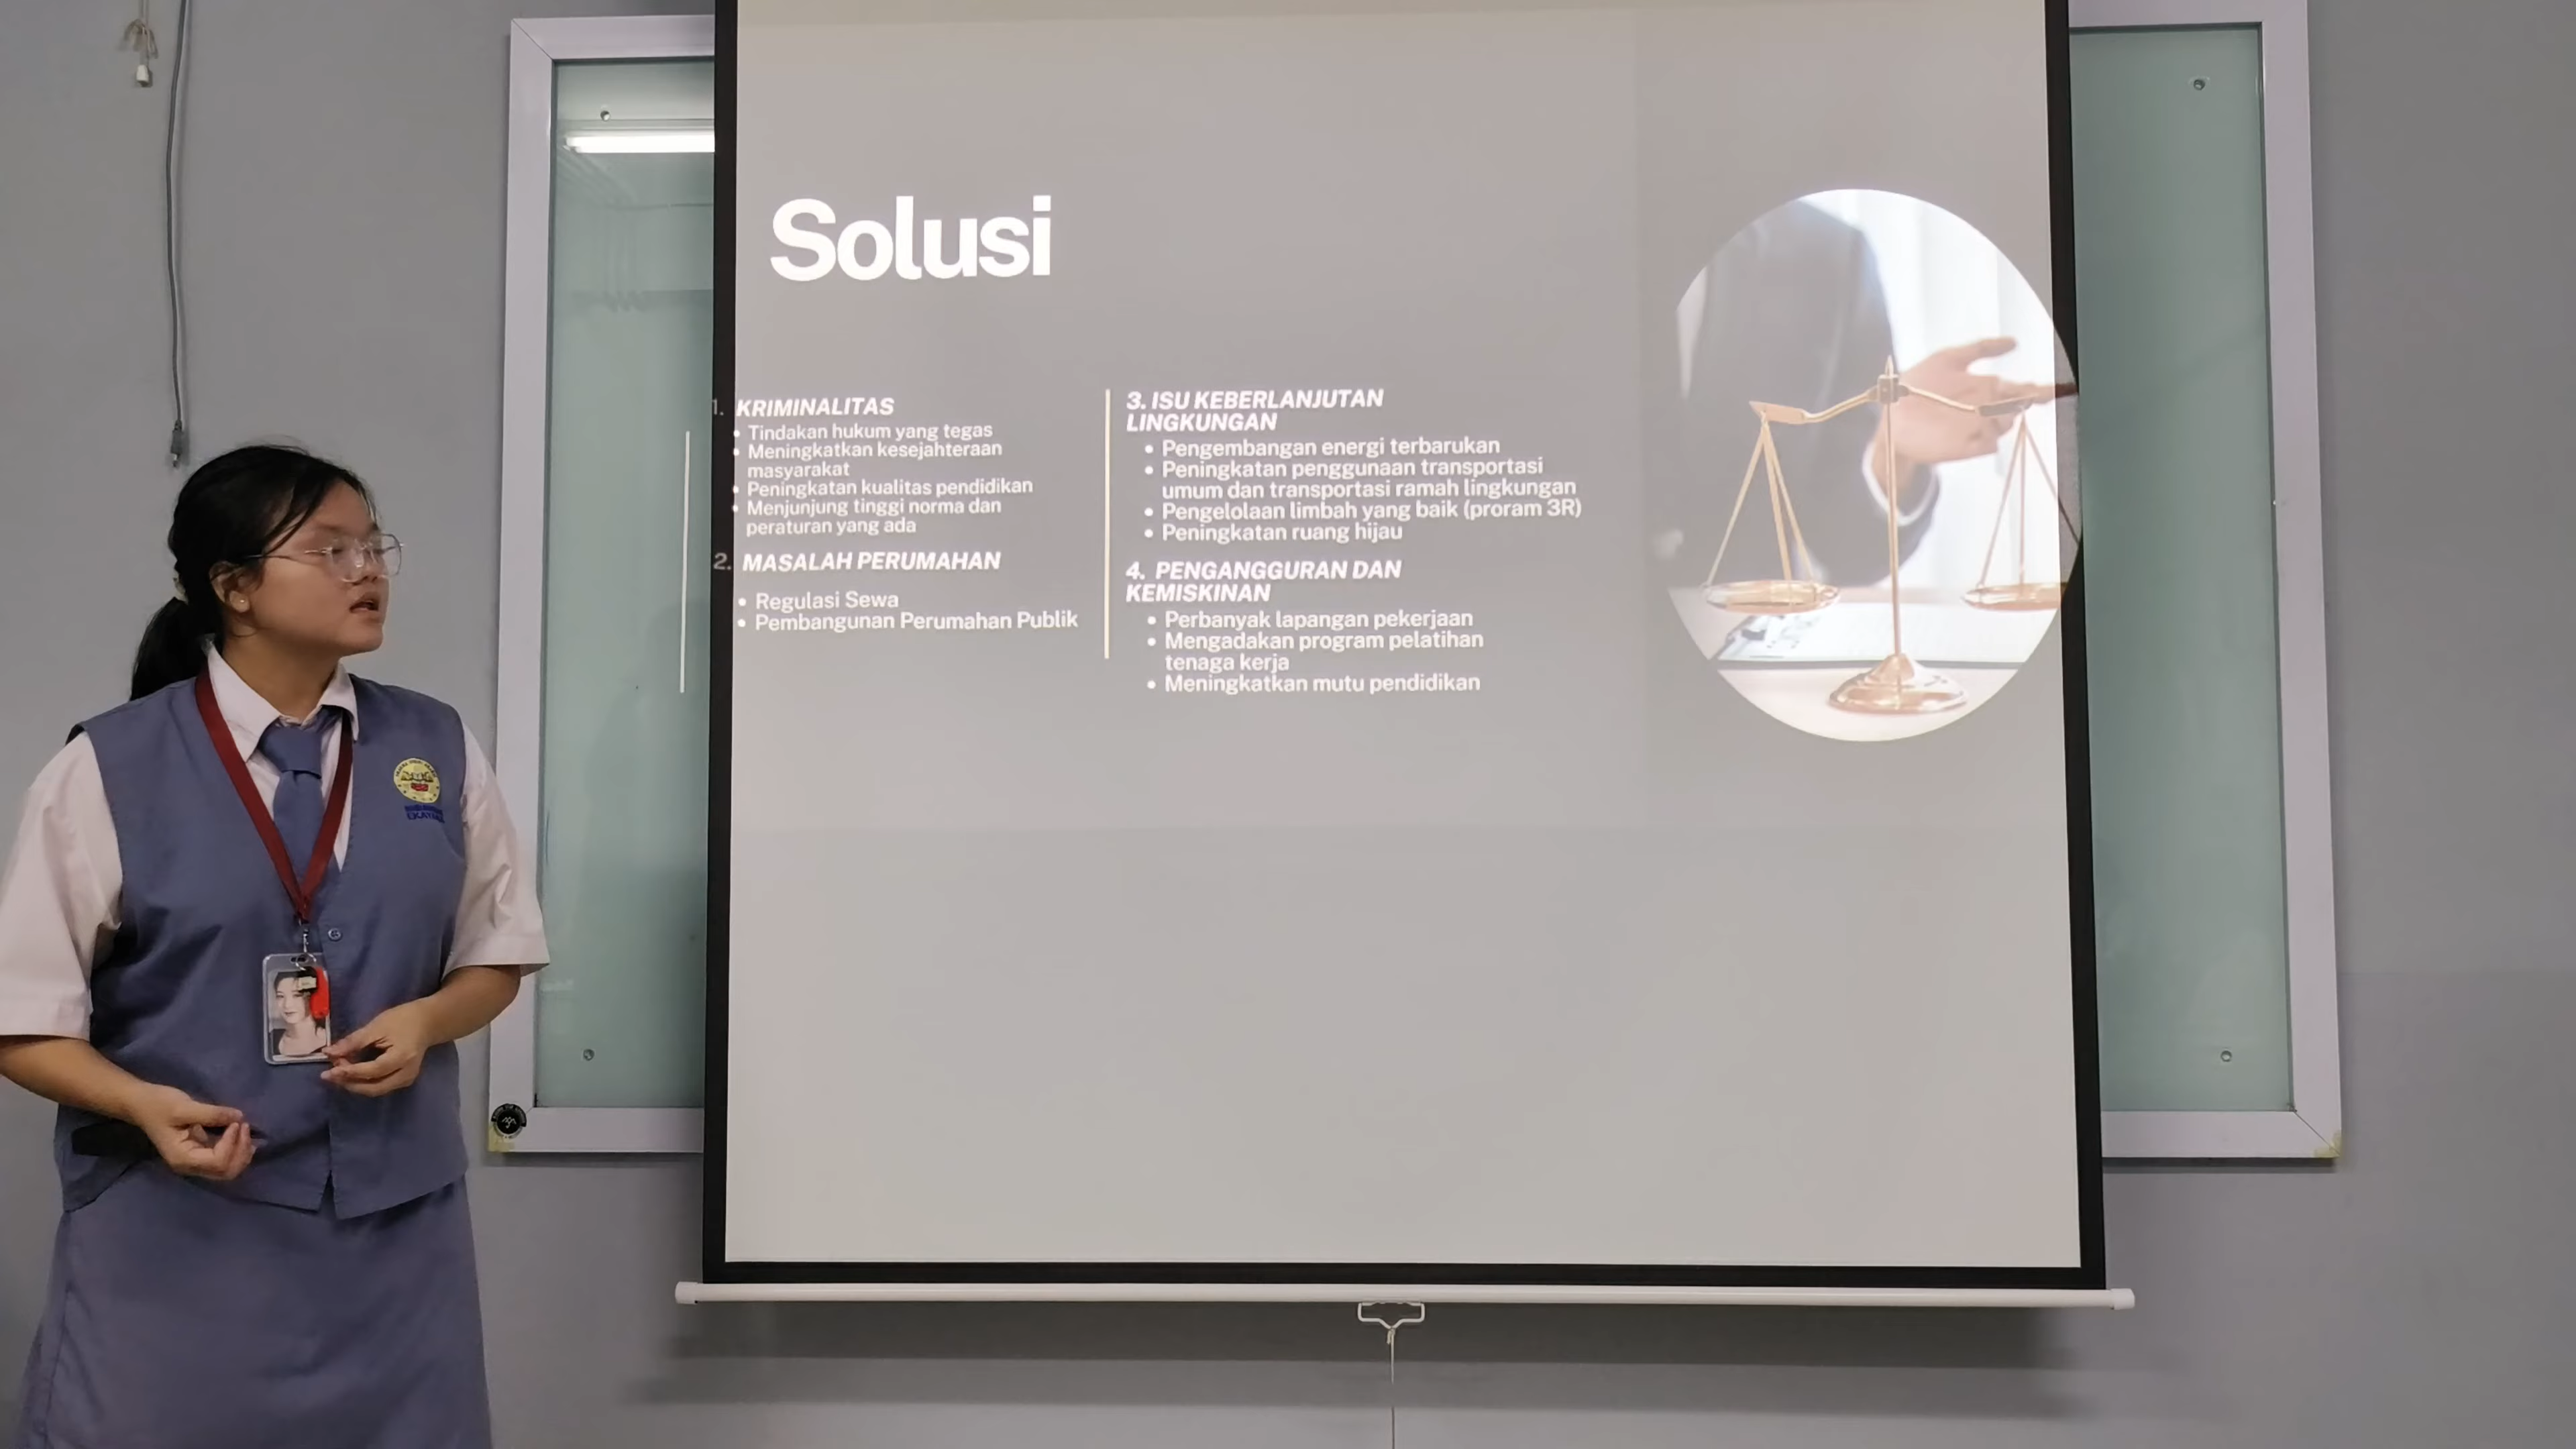 Solusi
1. KRIMINALITAS
• Tindakan hukum yang tegas
• Meningkatkan kesejahteraan
masyarakat
• Peningkatan kualitas pendidikan
• Menjunjung tinggi norma dan
peraturan yang ada
2. MASALAH PERUMAHAN
• Regulasi Sewa
• Pembangunan Perumahan Publik
3. ISU KEBERLANJUTAN
LINGKUNGAN
• Pengembangan energi terbarukan
• Peningkatan penggunaan transportasi
umum dan transportasi ramah lingkungan
• Pengelolaan limbah yang baik (proram 3R)
• Peningkatan ruang hijau
4. PENGANGGURAN DAN
KEMISKINAN
• Perbanyak lapangan pekerjaan
• Mengadakan program pelatihan
tenaga kerja
• Meningkatkan mutu pendidikan